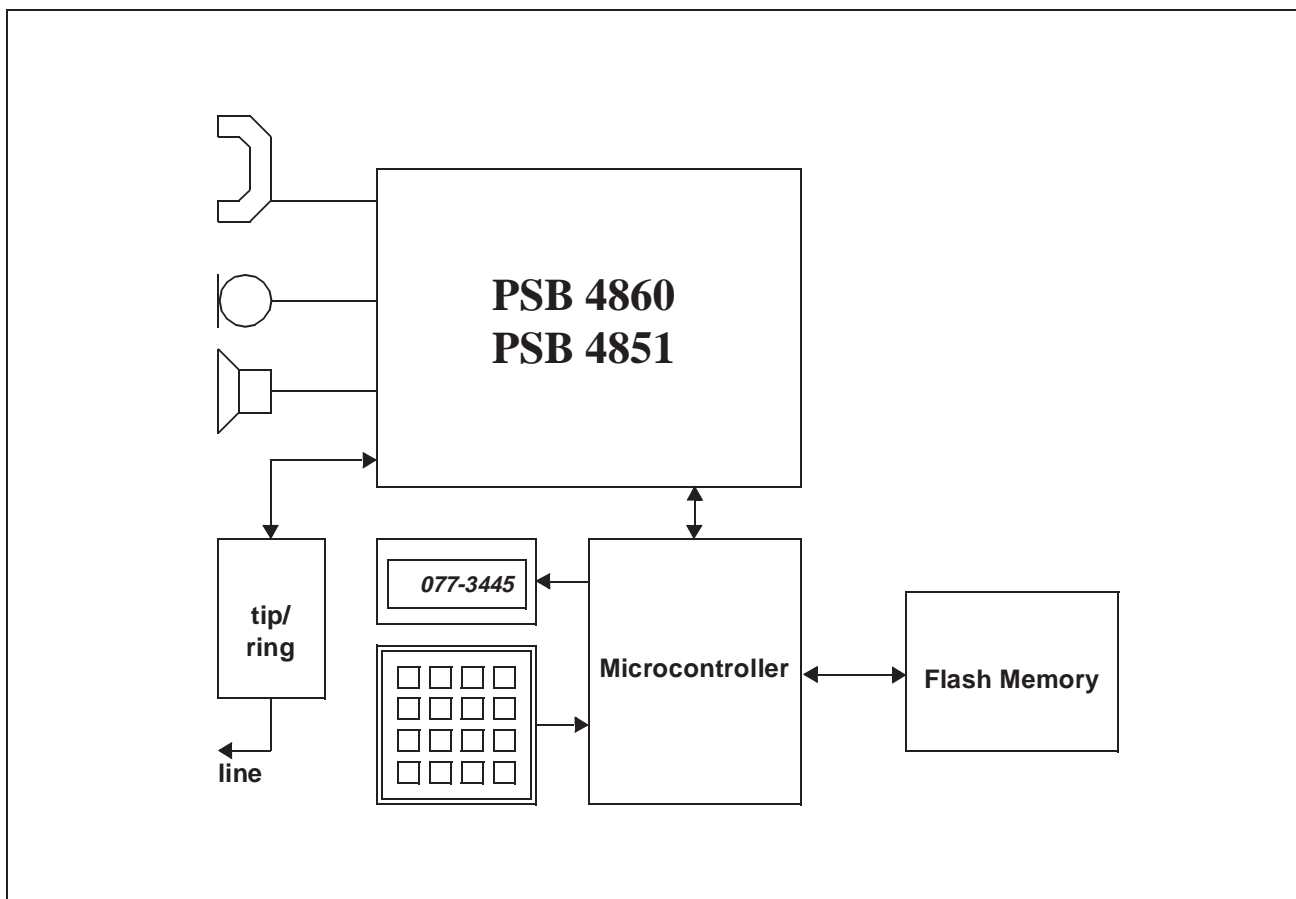 PSB 4860
PSB 4851
077-3445
tip/
ring
Microcontroller
Flash Memory
line